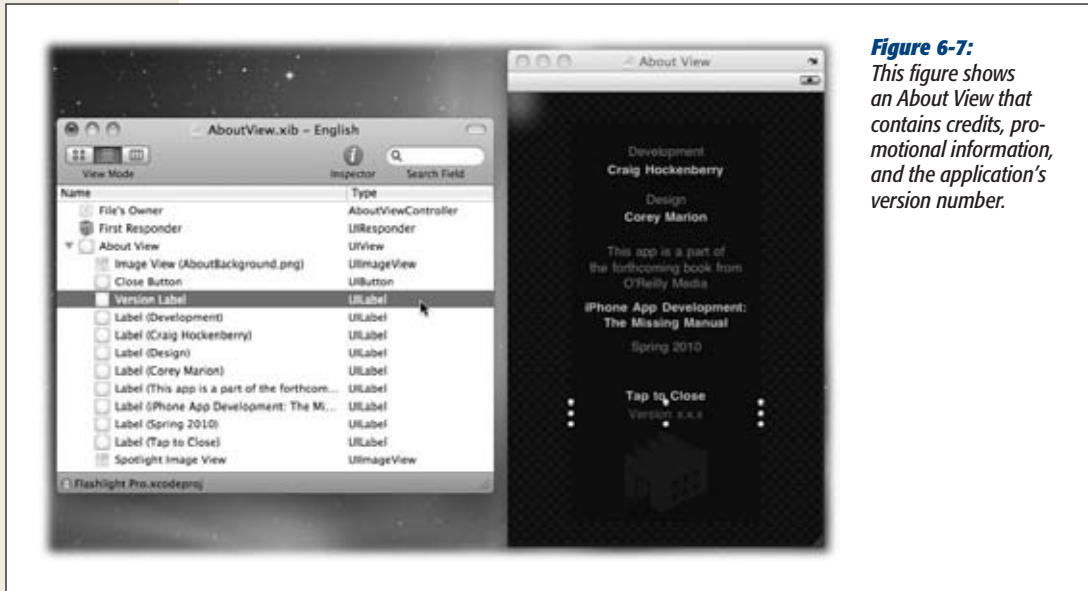 AboutView.xib – English
View Mode
Inspector
Search Field
Name Type
File's Owner AboutViewController
First Responder UIResponder
About View UIView
Image View (AboutBackground.png) UIImageView
Close Button UIButton
Version Label UILabel
Label (Development) UILabel
Label (Craig Hockenberry) UILabel
Label (Design) UILabel
Label (Corey Marion) UILabel
Label (This app is a part of the forthcom... UILabel
Label (iPhone App Development: The Mi... UILabel
Label (Spring 2010) UILabel
Label (Tap to Close) UILabel
Spotlight Image View UIImageView
Flashlight Pro.xcodeproj
About View
Development
Craig Hockenberry
Design
Corey Marion
This app is a part of
the forthcoming book from
O'Reilly Media
iPhone App Development:
The Missing Manual
Spring 2010
Tap to Close
Version x.x.x
Figure 6-7:
This figure shows
an About View that
contains credits, pro-
motional information,
and the application's
version number.